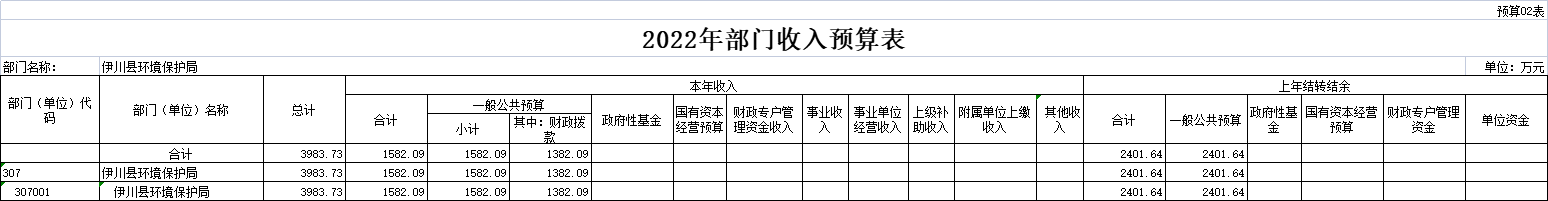 预算02表
2022年部门收入预算表
部门名称: 伊川县环境保护局 单位: 万元
部门（单位）代码 部门（单位）名称 总计 本年收入 上年结转结余
合计 一般公共预算 政府性基金 国有资本经营预算 财政专户管理资金收入 事业收入 事业单位经营收入 上级补助收入 附属单位上缴收入 其他收入 合计 一般公共预算 政府性基金 国有资本经营预算 财政专户管理资金 单位资金
小计 其中: 财政拨款
合计 3983.73 1582.09 1582.09 1382.09 2401.64 2401.64
307 伊川县环境保护局 3983.73 1582.09 1582.09 1382.09 2401.64 2401.64
307001 伊川县环境保护局 3983.73 1582.09 1582.09 1382.09 2401.64 2401.64